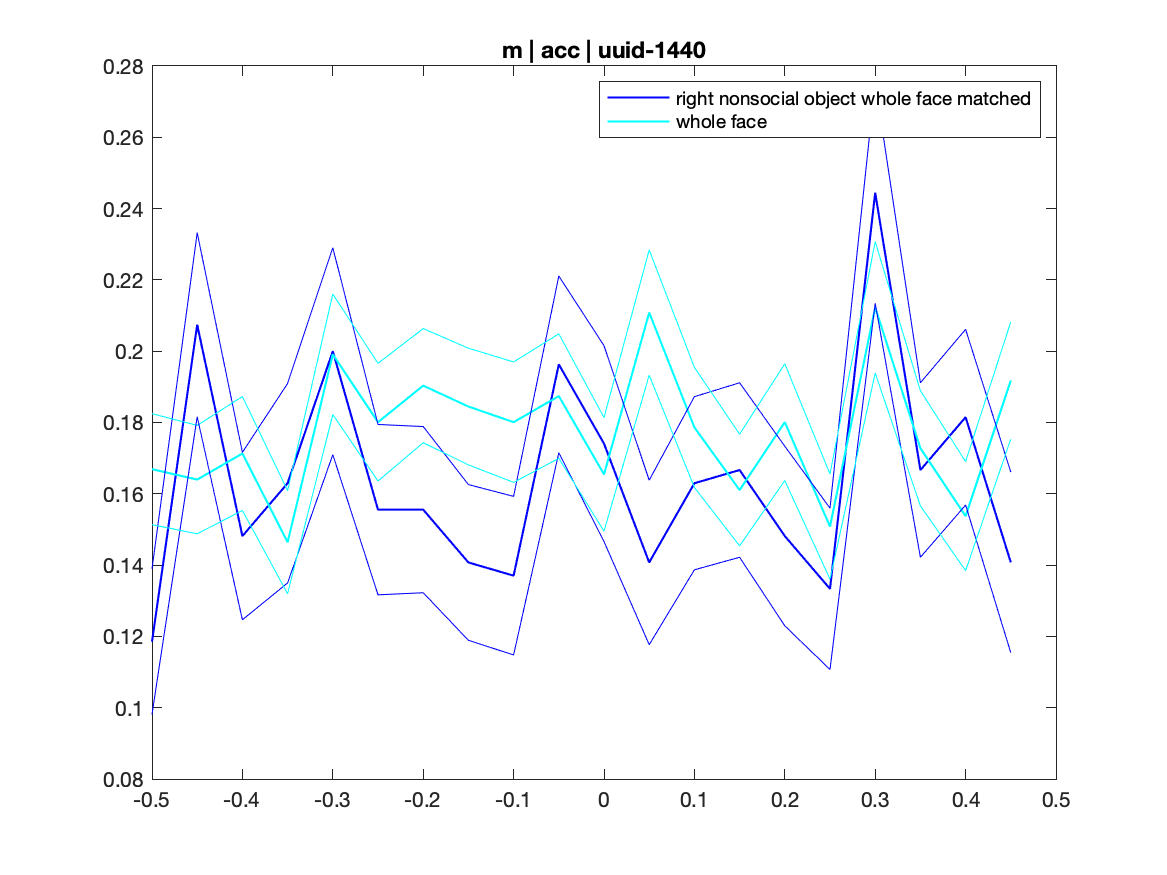 m | acc | uuid-1440
right nonsocial object whole face matched
whole face
0.28
0.26
0.24
0.22
0.2
0.18
0.16
0.14
0.12
0.1
0.08
-0.5 -0.4 -0.3 -0.2 -0.1 0 0.1 0.2 0.3 0.4 0.5